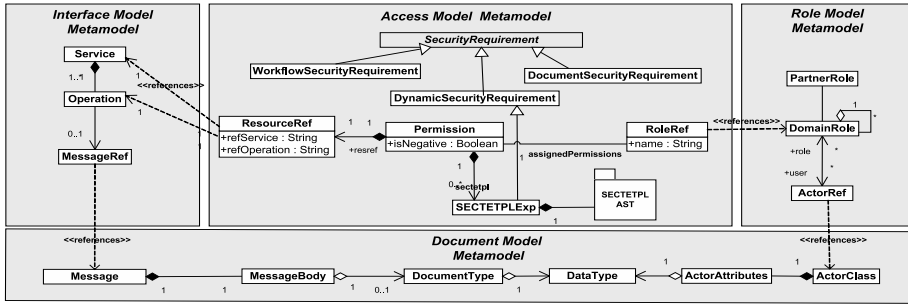 Interface Model
Metamodel
Service
1..1
1
<<references>>
Operation
1
0..1
1
MessageRef
<<references>>
Access Model Metamodel
SecurityRequirement
WorkflowSecurityRequirement
DocumentSecurityRequirement
DynamicSecurityRequirement
ResourceRef
+refService : String
+refOperation : String
1
1
+resref
Permission
+isNegative : Boolean
1
assignedPermissions
RoleRef
+name : String
<<references>>
1
0..*
sectetpl
SECTETPLExp
1
SECTETPL
AST
Role Model
Metamodel
PartnerRole
1
DomainRole
*
+role
*
+user
*
ActorRef
<<references>>
Document Model
Metamodel
Message
1
1
MessageBody
0..1
DocumentType
1
DataType
1
ActorAttributes
1
ActorClass